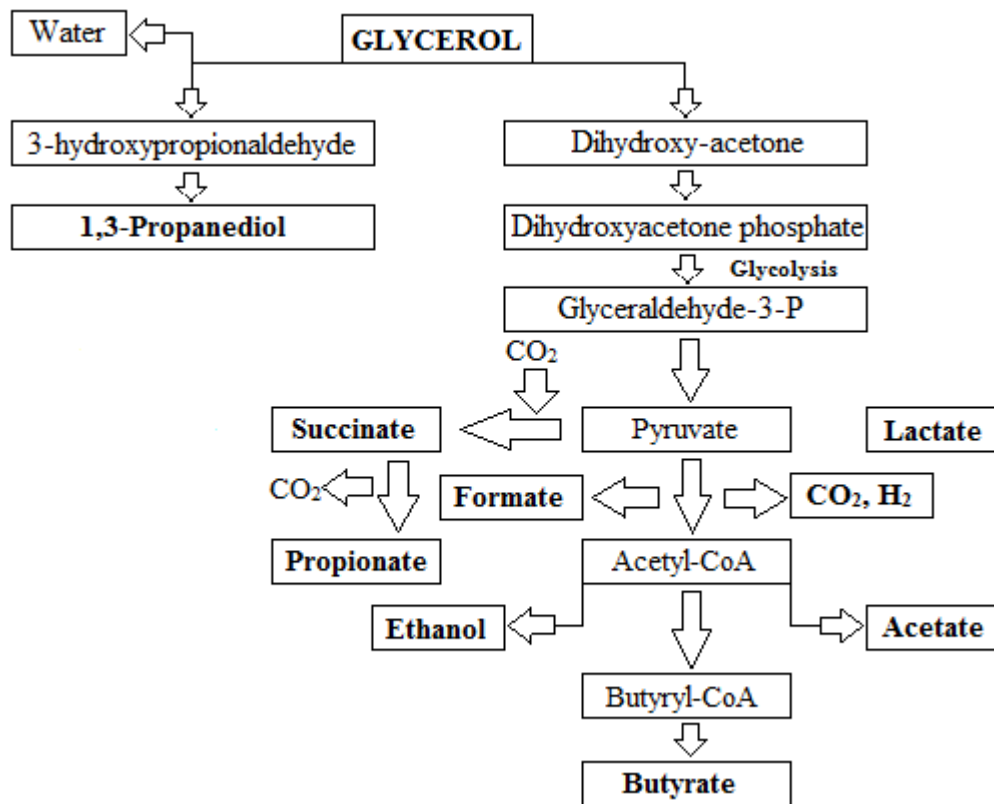 Water
GLYCEROL
3-hydroxypropionaldehyde
Dihydroxy-acetone
1,3-Propanediol
Dihydroxyacetone phosphate
Glycolysis
Glyceraldehyde-3-P
CO₂
Succinate
Pyruvate
Lactate
CO₂
Formate
CO₂, H₂
Propionate
Acetyl-CoA
Ethanol
Acetate
Butyryl-CoA
Butyrate